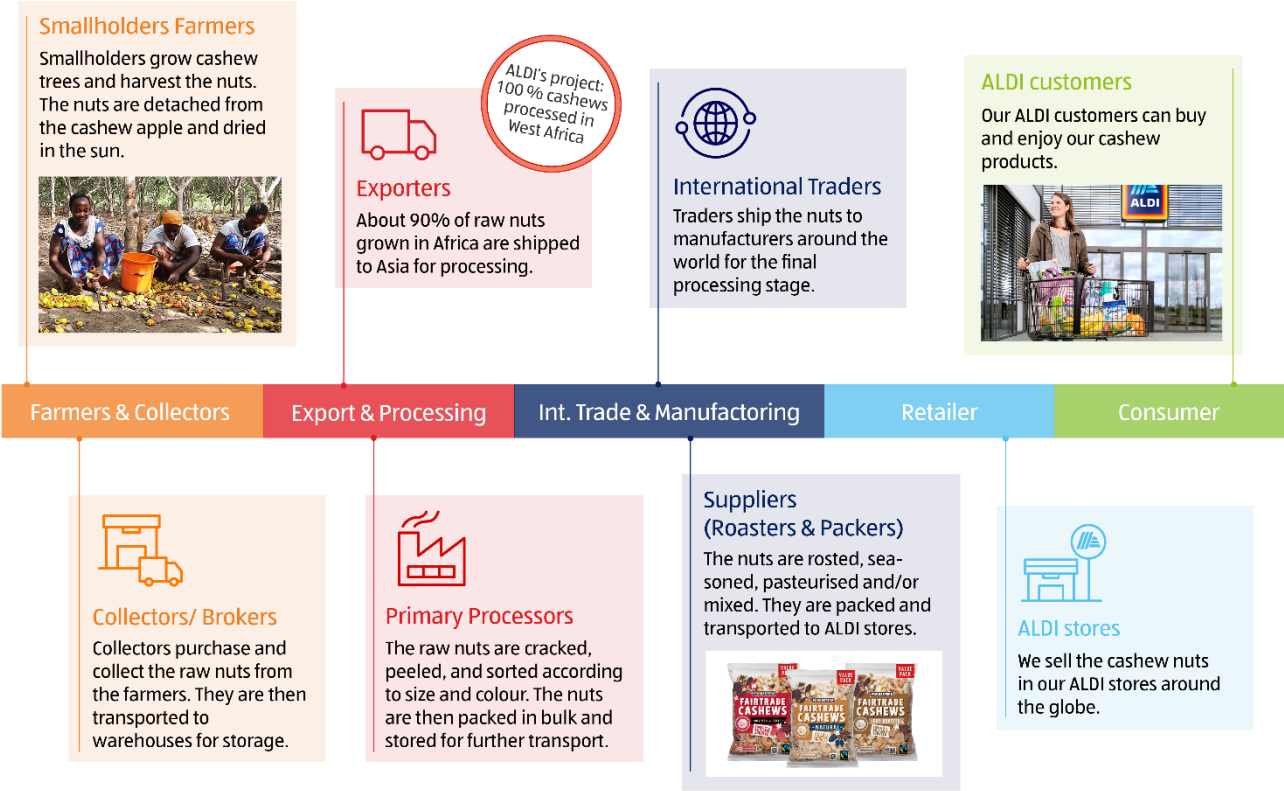 Smallholders Farmers
Smallholders grow cashew
trees and harvest the nuts.
The nuts are detached from
the cashew apple and dried
in the sun.
ALDI's project:
100 % cashews
processed in
West Africa
Exporters
About 90% of raw nuts
grown in Africa are shipped
to Asia for processing.
International Traders
Traders ship the nuts to
manufacturers around the
world for the final
processing stage.
ALDI customers
Our ALDI customers can buy
and enjoy our cashew
products.
ALDI
Farmers & Collectors
Export & Processing
Int. Trade & Manufactoring
Retailer
Consumer
Collectors/ Brokers
Collectors purchase and
collect the raw nuts from
the farmers. They are then
transported to
warehouses for storage.
Primary Processors
The raw nuts are cracked,
peeled, and sorted according
to size and colour. The nuts
are then packed in bulk and
stored for further transport.
Suppliers
(Roasters & Packers)
The nuts are rosted, sea-
soned, pasteurised and/or
mixed. They are packed and
transported to ALDI stores.
VALUE
PACK
FAIRTRADE
CASHEWS
VALUE
PACK
FAIRTRADE
CASHEWS
NATURAL
VALUE
PACK
FAIRTRADE
CASHEWS
ALDI stores
We sell the cashew nuts
in our ALDI stores around
the globe.